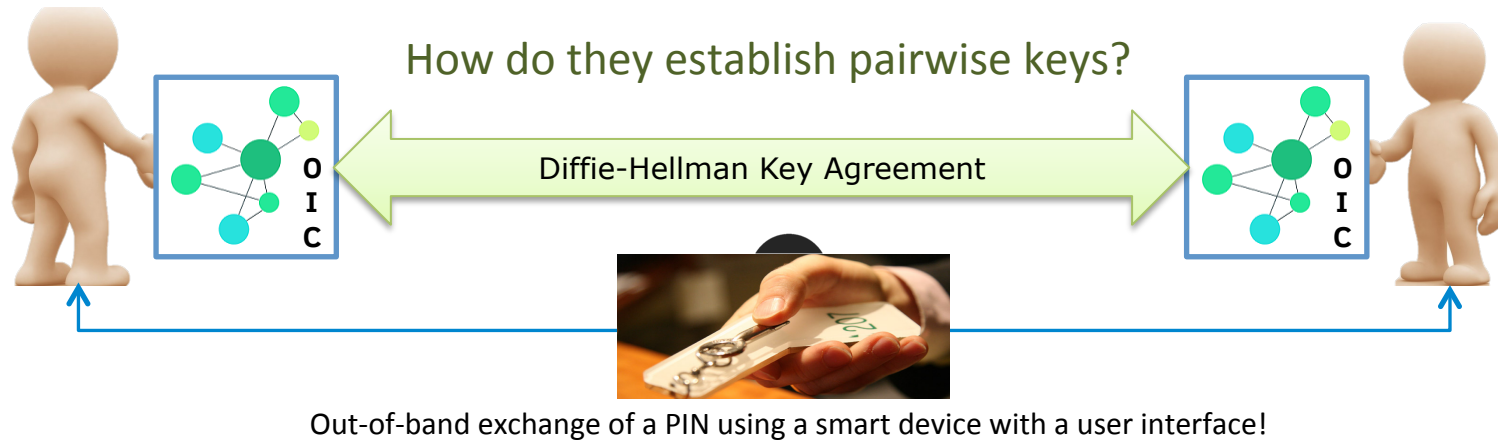 How do they establish pairwise keys?
Diffie-Hellman Key Agreement
O
I
C
O
I
C
207
Out-of-band exchange of a PIN using a smart device with a user interface!